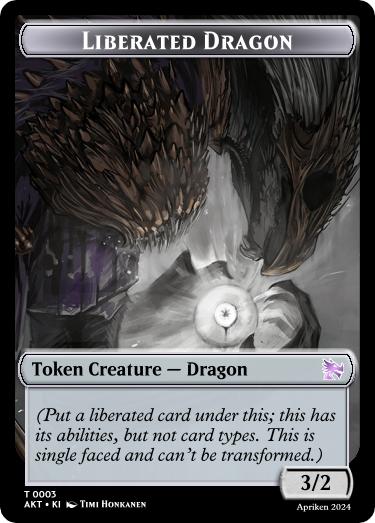 Liberated Dragon
Token Creature — Dragon
(Put a liberated card under this; this has
its abilities, but not card types. This is
single faced and can't be transformed.)
3/2
T 0003
AKT • KI Timi Honkanen
Apriken 2024